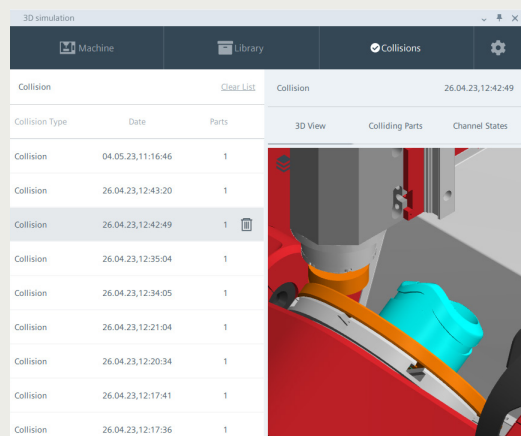 3D simulation
Machine Library Collisions
Collision Clear List
Collision Type Date Parts
Collision 04.05.23,11:16:46 1
Collision 26.04.23,12:43:20 1
Collision 26.04.23,12:42:49 1
Collision 26.04.23,12:35:04 1
Collision 26.04.23,12:34:05 1
Collision 26.04.23,12:21:04 1
Collision 26.04.23,12:20:34 1
Collision 26.04.23,12:17:41 1
Collision 26.04.23,12:17:36 1
Collision 26.04.23,12:42:49
3D View Colliding Parts Channel States